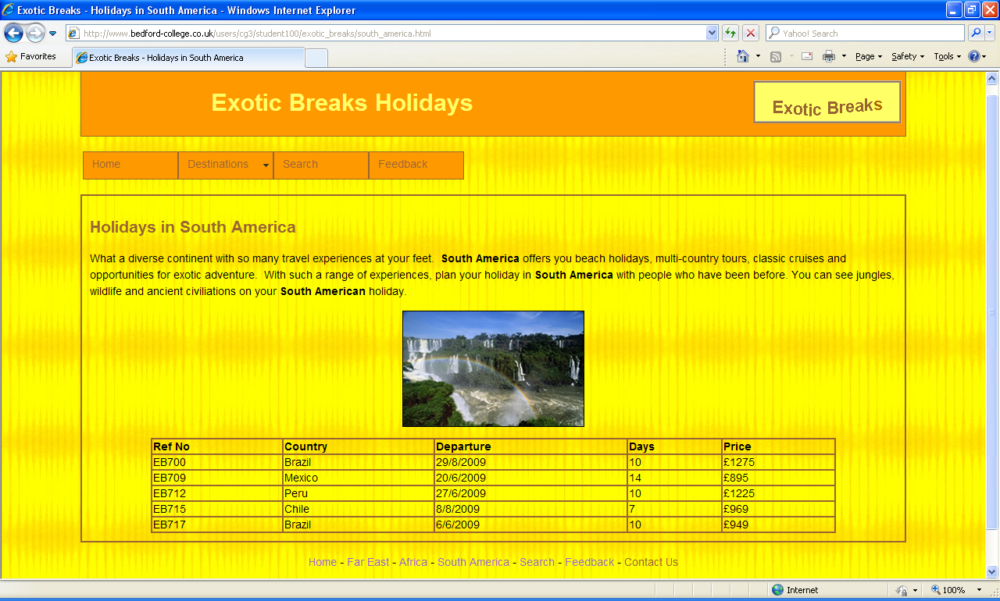 Exotic Breaks - Holidays in South America - Windows Internet Explorer
http://www.bedford-college.co.uk/users/cg3/student100/exotic_breaks/south_america.html
Yahoo! Search
Favorites
Exotic Breaks - Holidays in South America
Page
Safety
Tools
Exotic Breaks Holidays
Exotic Breaks
Home
Destinations
Search
Feedback
Holidays in South America
What a diverse continent with so many travel experiences at your feet. South America offers you beach holidays, multi-country tours, classic cruises and
opportunities for exotic adventure. With such a range of experiences, plan your holiday in South America with people who have been before. You can see jungles,
wildlife and ancient civiliations on your South American holiday.
Ref No Country Departure Days Price
EB700 Brazil 29/8/2009 10 £1275
EB709 Mexico 20/6/2009 14 £895
EB712 Peru 27/6/2009 10 £1225
EB715 Chile 8/8/2009 7 £969
EB717 Brazil 6/6/2009 10 £949
Home - Far East - Africa - South America - Search - Feedback - Contact Us
Internet
100%